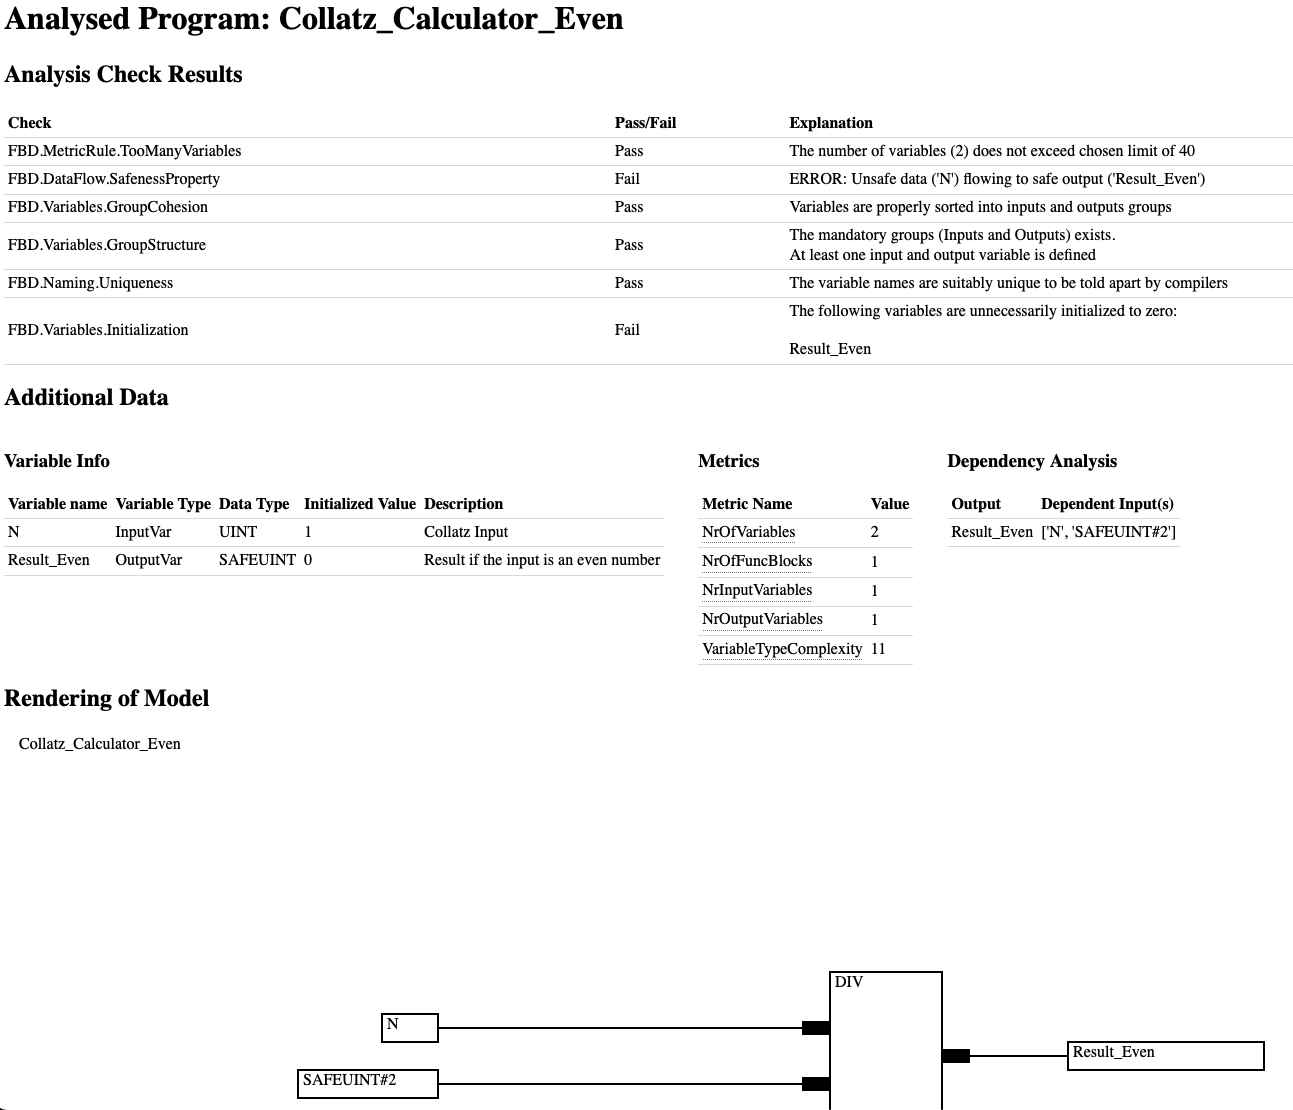 Analysed Program: Collatz_Calculator_Even
Analysis Check Results
Check Pass/Fail Explanation
FBD.MetricRule.TooManyVariables Pass The number of variables (2) does not exceed chosen limit of 40
FBD.DataFlow.SafenessProperty Fail ERROR: Unsafe data ('N') flowing to safe output ('Result_Even')
FBD.Variables.GroupCohesion Pass Variables are properly sorted into inputs and outputs groups
FBD.Variables.GroupStructure Pass The mandatory groups (Inputs and Outputs) exists.
At least one input and output variable is defined
FBD.Naming.Uniqueness Pass The variable names are suitably unique to be told apart by compilers
FBD.Variables.Initialization Fail The following variables are unnecessarily initialized to zero:
Result_Even
Additional Data
Variable Info
Variable name Variable Type Data Type Initialized Value Description
N InputVar UINT 1 Collatz Input
Result_Even OutputVar SAFEUINT 0 Result if the input is an even number
Metrics
Metric Name Value
NrOfVariables 2
NrOfFuncBlocks 1
NrInputVariables 1
NrOutputVariables 1
VariableTypeComplexity 11
Dependency Analysis
Output Dependent Input(s)
Result_Even ['N', 'SAFEUINT#2']
Rendering of Model
Collatz_Calculator_Even
DIV
N
Result_Even
SAFEUINT#2